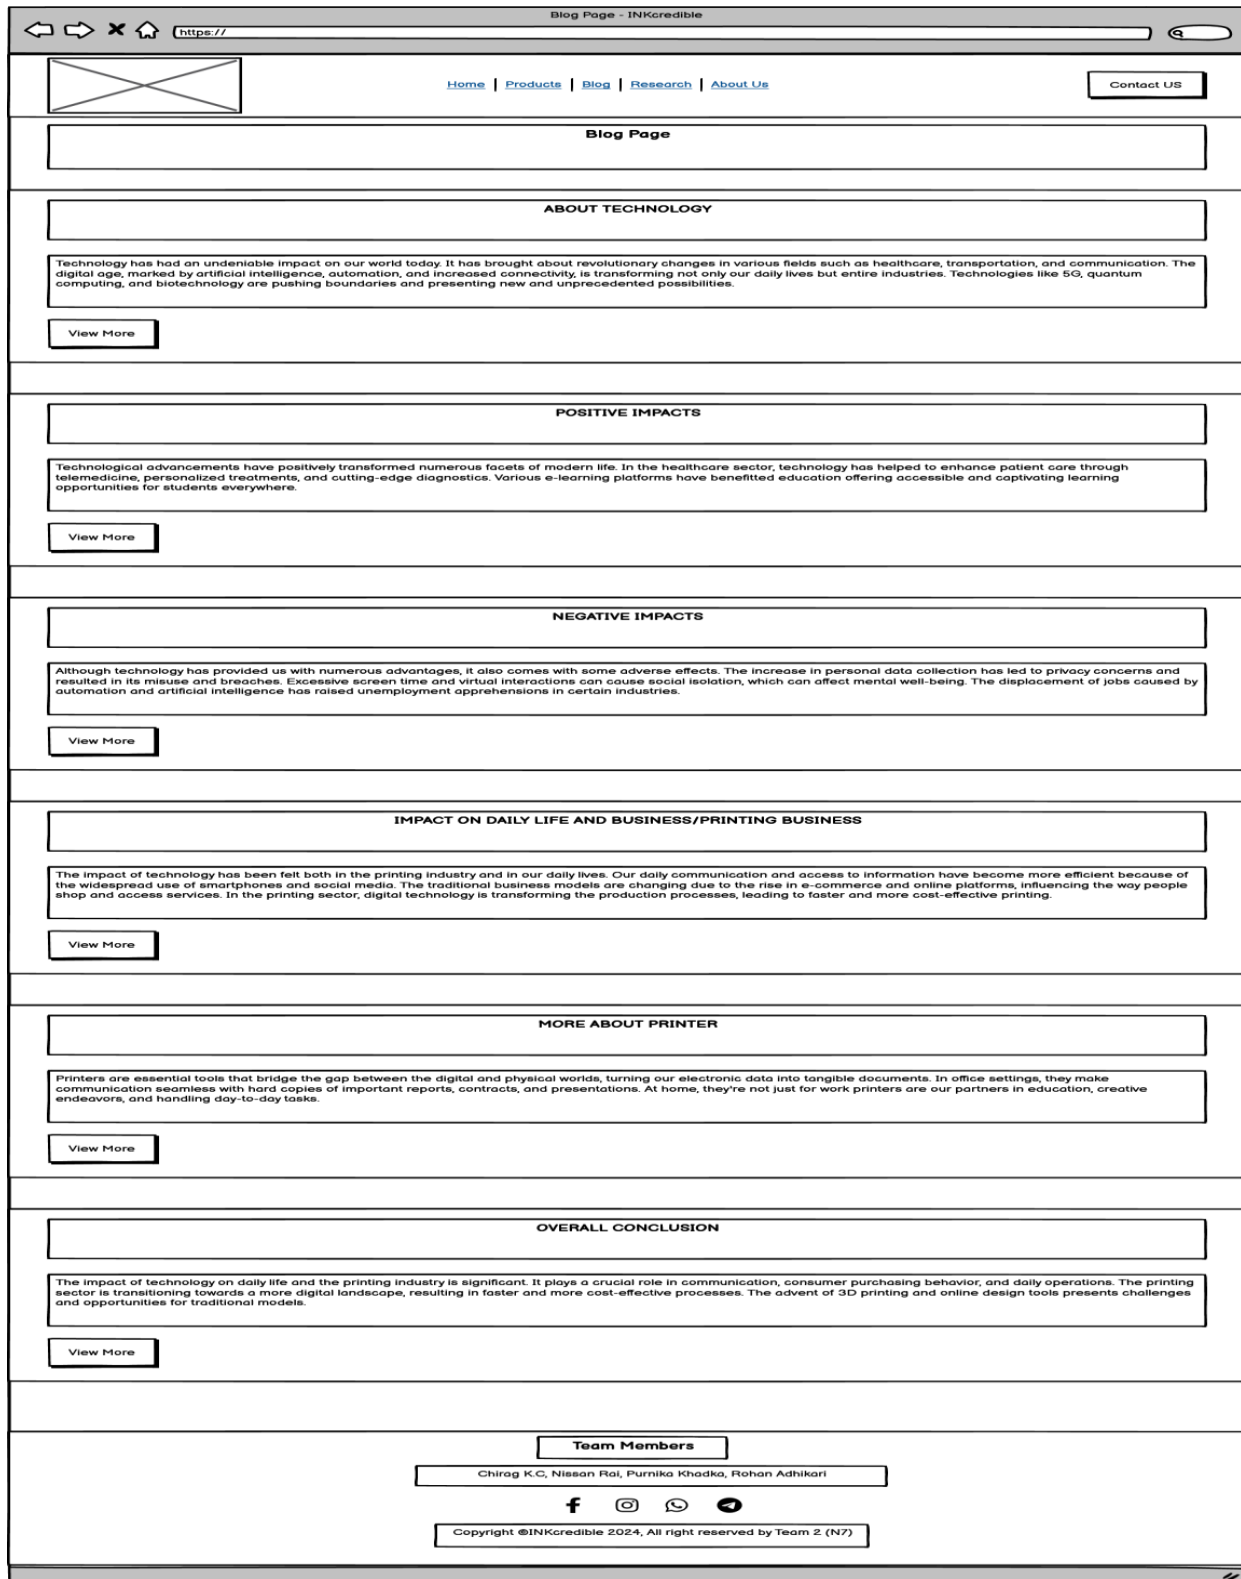 Blog Page - INKcredible
https://
Home | Products | Blog | Research | About Us
Contact US
Blog Page
ABOUT TECHNOLOGY
Technology has had an undeniable impact on our world today. It has brought about revolutionary changes in various fields such as healthcare, transportation, and communication. The
digital age, marked by artificial intelligence, automation, and increased connectivity, is transforming not only our daily lives but entire industries. Technologies like 5G, quantum
computing, and biotechnology are pushing boundaries and presenting new and unprecedented possibilities.
View More
POSITIVE IMPACTS
Technological advancements have positively transformed numerous facets of modern life. In the healthcare sector, technology has helped to enhance patient care through
telemedicine, personalized treatments, and cutting-edge diagnostics. Various e-learning platforms have benefitted education offering accessible and captivating learning
opportunities for students everywhere.
View More
NEGATIVE IMPACTS
Although technology has provided us with numerous advantages, it also comes with some adverse effects. The increase in personal data collection has led to privacy concerns and
resulted in its misuse and breaches. Excessive screen time and virtual interactions can cause social isolation, which can affect mental well-being. The displacement of jobs caused by
automation and artificial intelligence has raised unemployment apprehensions in certain industries.
View More
IMPACT ON DAILY LIFE AND BUSINESS/PRINTING BUSINESS
The impact of technology has been felt both in the printing industry and in our daily lives. Our daily communication and access to information have become more efficient because of
the widespread use of smartphones and social media. The traditional business models are changing due to the rise in e-commerce and online platforms, influencing the way people
shop and access services. In the printing sector, digital technology is transforming the production processes, leading to faster and more cost-effective printing.
View More
MORE ABOUT PRINTER
Printers are essential tools that bridge the gap between the digital and physical worlds, turning our electronic data into tangible documents. In office settings, they make
communication seamless with hard copies of important reports, contracts, and presentations. At home, they're not just for work printers are our partners in education, creative
endeavors, and handling day-to-day tasks.
View More
OVERALL CONCLUSION
The impact of technology on daily life and the printing industry is significant. It plays a crucial role in communication, consumer purchasing behavior, and daily operations. The printing
sector is transitioning towards a more digital landscape, resulting in faster and more cost-effective processes. The advent of 3D printing and online design tools presents challenges
and opportunities for traditional models.
View More
Team Members
Chirag K.C, Nissan Rai, Purnika Khadka, Rohan Adhikari
Copyright ©INKcredible 2024, All right reserved by Team 2 (N7)